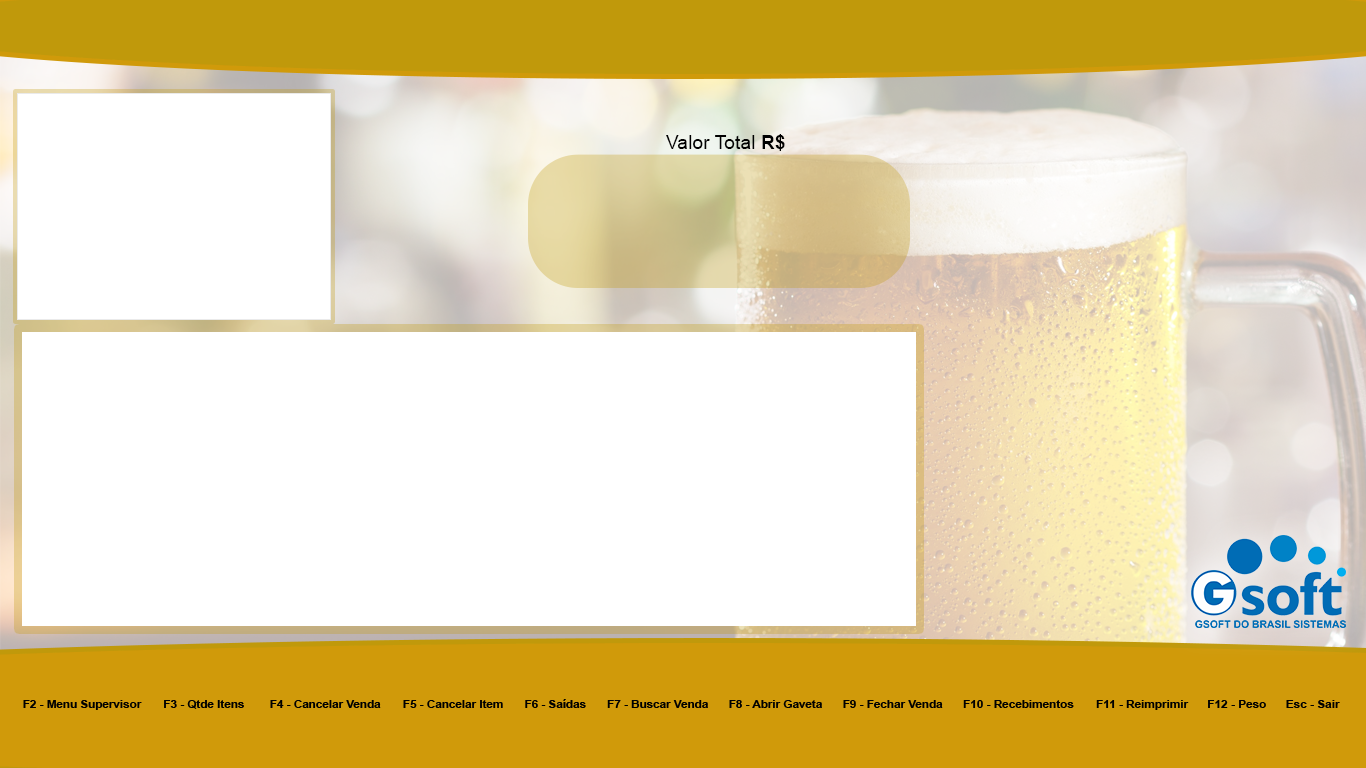 Valor Total R$
Gsoft
GSOFT DO BRASIL SISTEMAS
F2 - Menu Supervisor F3 - Qtde Itens F4 - Cancelar Venda F5 - Cancelar Item F6 - Saídas F7 - Buscar Venda F8 - Abrir Gaveta F9 - Fechar Venda F10 - Recebimentos F11 - Reimprimir F12 - Peso Esc - Sair